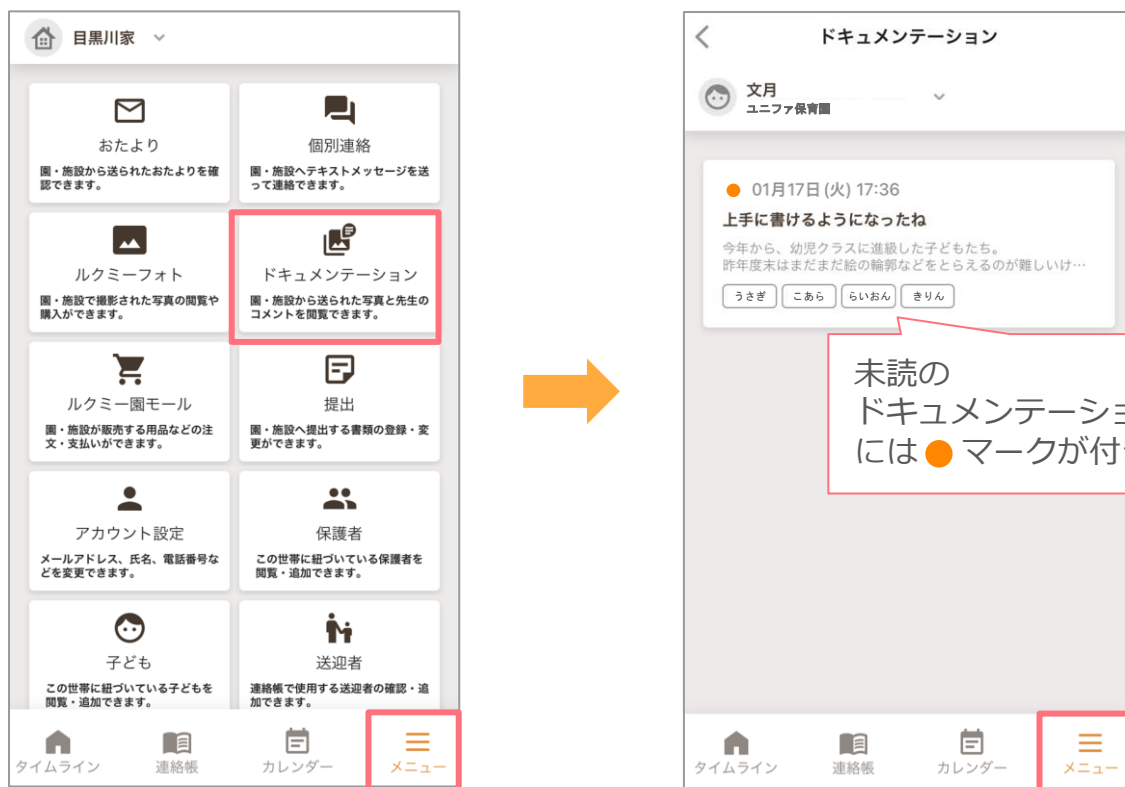 目黒川家
おたより
園・施設から送られたおたよりを確
認できます。
個別連絡
園・施設へテキストメッセージを送
って連絡できます。
ルクミーフォト
園・施設で撮影された写真の閲覧や
購入ができます。
ドキュメンテーション
園・施設から送られた写真と先生の
コメントを閲覧できます。
ルクミー園モール
園・施設が販売する用品などの注
文・支払いができます。
提出
園・施設へ提出する書類の登録・変
更ができます。
アカウント設定
メールアドレス、氏名、電話番号な
どを変更できます。
保護者
この世帯に紐づいている保護者を
閲覧・追加できます。
子ども
この世帯に紐づいている子どもを
閲覧・追加できます。
送迎者
連絡帳で使用する送迎者の確認・追
加できます。
タイムライン 連絡帳 カレンダー メニュー
ドキュメンテーション
文月
ユニファ保育園
01月17日(火) 17:36
上手に書けるようになったね
今年から、幼児クラスに進級した子どもたち。
昨年度末はまだまだ絵の輪郭などをとらえるのが難しいけ…
うさぎ こあら らいおん きりん
未読の
ドキュメンテーショ
には ● マークが付
タイムライン 連絡帳 カレンダー メニュー